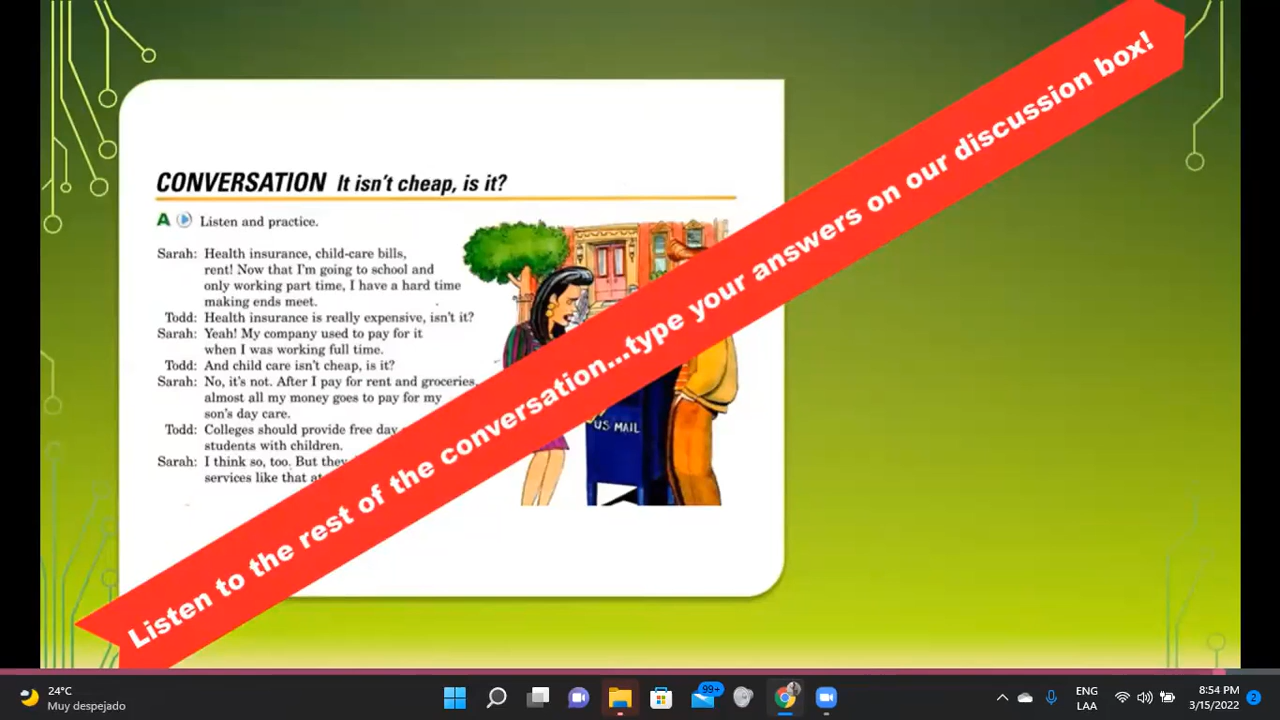 CONVERSATION It isn't cheap, is it?
A Listen and practice.
Sarah: Health insurance, child-care bills,
rent! Now that I'm going to school and
only working part time, I have a hard time
making ends meet.
Todd: Health insurance is really expensive, isn't it?
Sarah: Yeah! My company used to pay for it
when I was working full time.
Todd: And child care isn't cheap, is it?
Sarah: No, it's not. After I pay for rent and groceries,
almost all my money goes to pay for my
son's day care.
Todd: Colleges should provide free day
students with children.
Sarah: I think so, too. But they
services like that
US MAIL
Listen to the rest of the conversation...type your answers on our discussion box!
24°C
Muy despejado
99+
ENG
LAA
8:54 PM
3/15/2022
2